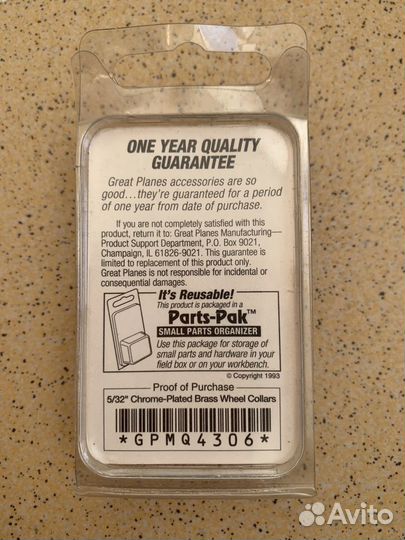 ONE YEAR QUALITY
GUARANTEE
Great Planes accessories are so
good...they're guaranteed for a period
of one year from date of purchase.
If you are not completely satisfied with this
product, return it to: Great Planes Manufacturing—
Product Support Department, P.O. Box 9021,
Champaign, IL 61826-9021. This guarantee is
limited to replacement of this product only.
Great Planes is not responsible for incidental or
consequential damages.
It's Reusable!
This product is packaged in a
Parts-Pak™
SMALL PARTS ORGANIZER
Use this package for storage of
small parts and hardware in your
field box or on your workbench.
© Copyright 1993
Proof of Purchase
5/32" Chrome-Plated Brass Wheel Collars
*GPMQ4306*
Avito